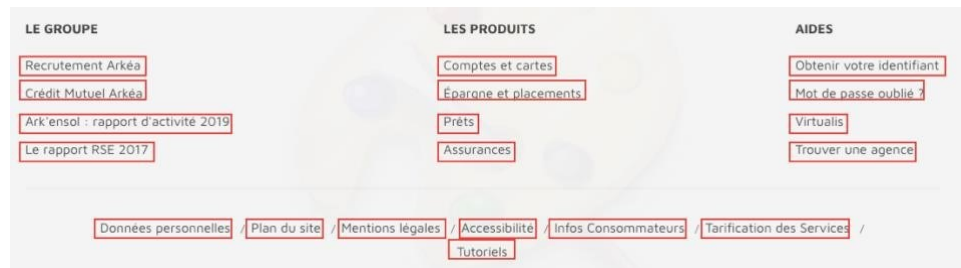 LE GROUPE
Recrutement Arkéa
Crédit Mutuel Arkéa
Ark'ensol : rapport d'activité 2019
Le rapport RSE 2017
LES PRODUITS
Comptes et cartes
Épargne et placements
Prêts
Assurances
AIDES
Obtenir votre identifiant
Mot de passe oublié ?
Virtualis
Trouver une agence
Données personnelles / Plan du site / Mentions légales / Accessibilité / Infos Consommateurs / Tarification des Services /
Tutoriels